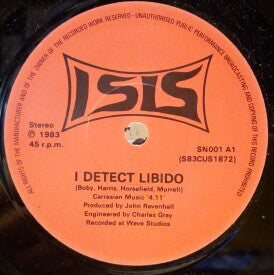 ALL RIGHTS OF THE MANUFACTURER AND OF THE OWNER OF THE RECORDED WORK RESERVED · UNAUTHORISED PUBLIC PERFORMANCE BROADCASTING AND COPYING OF THIS RECORD PROHIBITED
ISIS
Stereo
℗ 1983
45 r.p.m.
SN001 A1
(S83CUS1872)
I DETECT LIBIDO
(Boby, Harris, Horsefield, Murrell)
Carrasian Music '4.11'
Produced by John Ravenhall
Engineered by Charles Gray
Recorded at Wave Studios